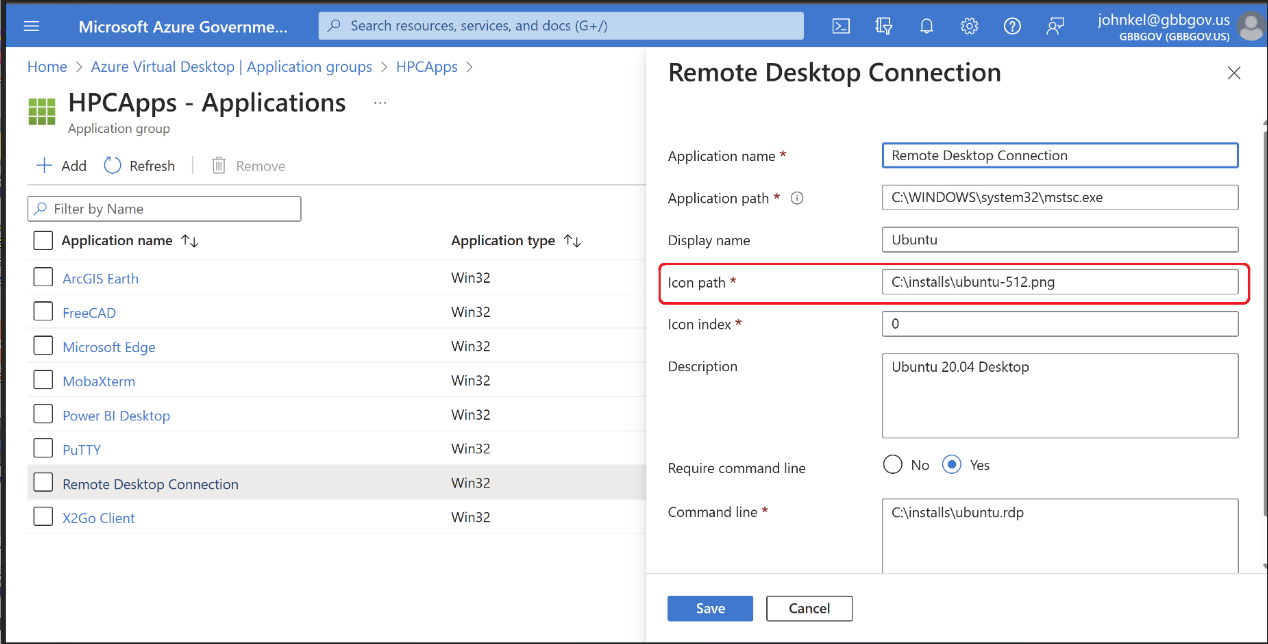 Microsoft Azure Governme...
Search resources, services, and docs (G+/)
johnkel@gbbgov.us
GBBGOV (GBBGOV.US)
Home > Azure Virtual Desktop | Application groups > HPCApps >
HPCApps - Applications ...
Application group
Add Refresh Remove
Filter by Name
Application name Application type
ArcGIS Earth Win32
FreeCAD Win32
Microsoft Edge Win32
MobaXterm Win32
Power BI Desktop Win32
PuTTY Win32
Remote Desktop Connection Win32
X2Go Client Win32
Remote Desktop Connection
Application name * Remote Desktop Connection
Application path * C:\WINDOWS\system32\mstsc.exe
Display name Ubuntu
Icon path * C:\installs\ubuntu-512.png
Icon index * 0
Description Ubuntu 20.04 Desktop
Require command line No Yes
Command line * C:\installs\ubuntu.rdp
Save Cancel